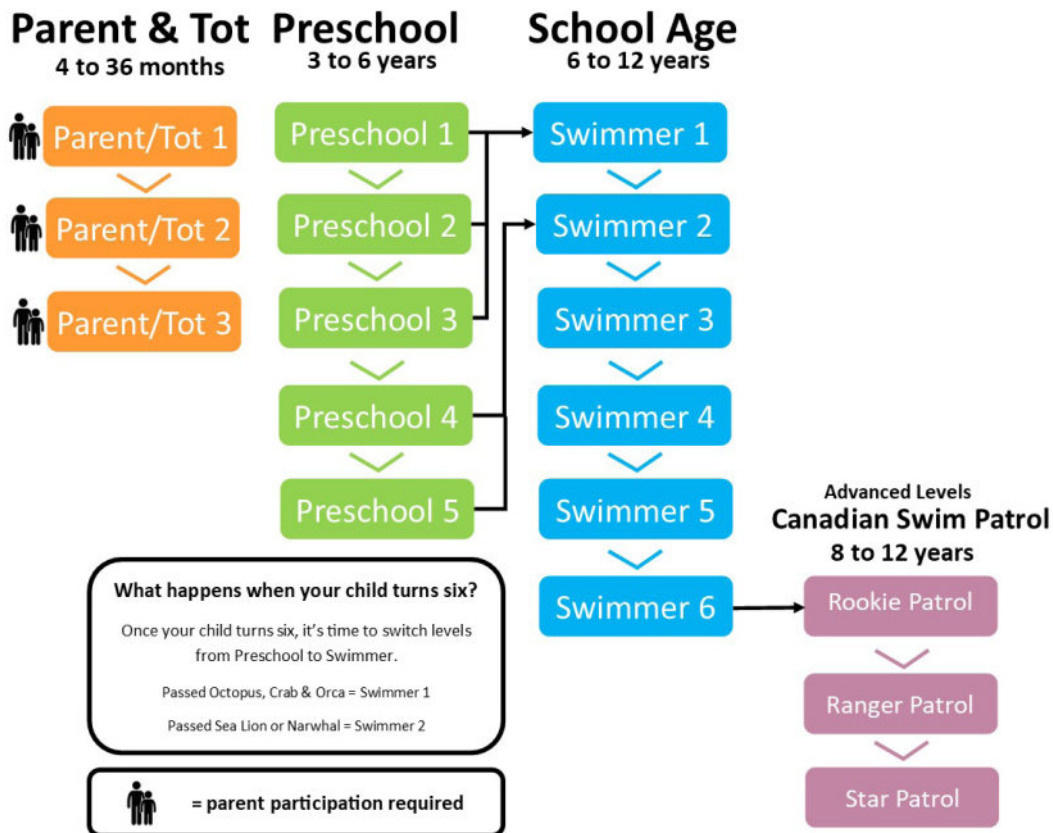 Parent & Tot
4 to 36 months
Parent/Tot 1
Parent/Tot 2
Parent/Tot 3
Preschool
3 to 6 years
Preschool 1
Preschool 2
Preschool 3
Preschool 4
Preschool 5
School Age
6 to 12 years
Swimmer 1
Swimmer 2
Swimmer 3
Swimmer 4
Swimmer 5
Swimmer 6
Advanced Levels
Canadian Swim Patrol
8 to 12 years
Rookie Patrol
Ranger Patrol
Star Patrol
What happens when your child turns six?
Once your child turns six, it’s time to switch levels
from Preschool to Swimmer.
Passed Octopus, Crab & Orca = Swimmer 1
Passed Sea Lion or Narwhal = Swimmer 2
= parent participation required